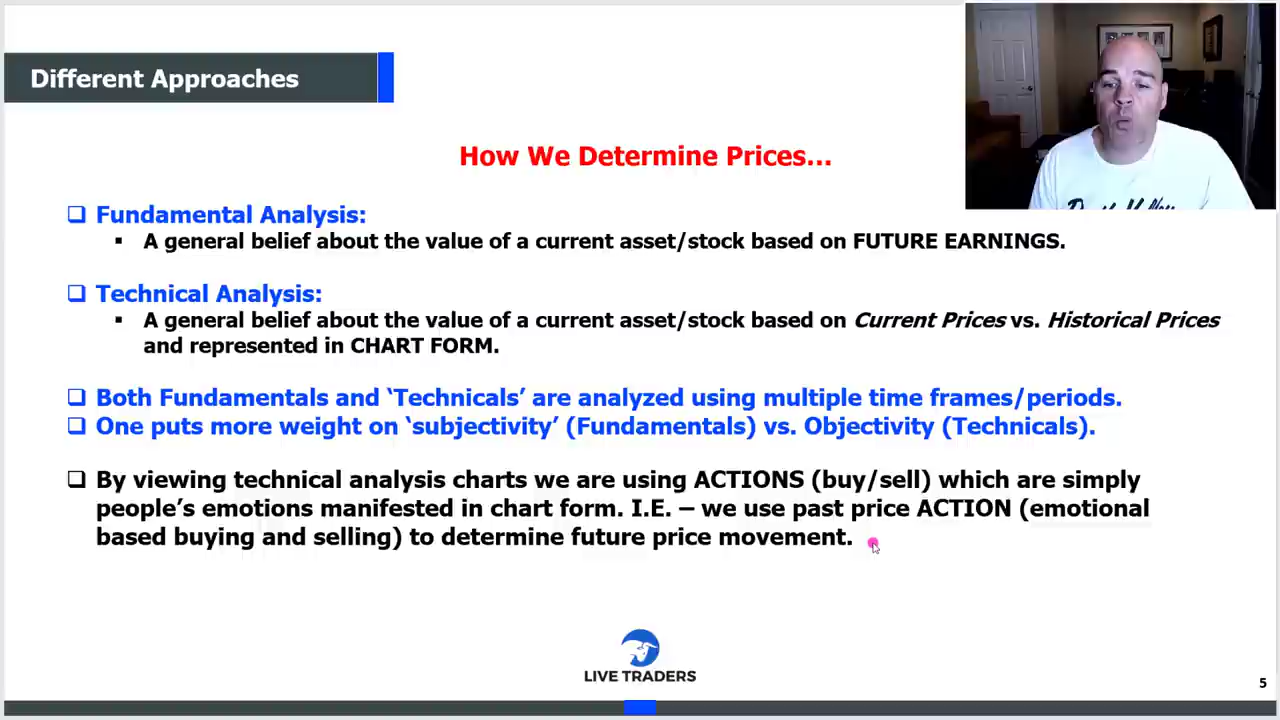 Different Approaches
How We Determine Prices...
Fundamental Analysis:
A general belief about the value of a current asset/stock based on FUTURE EARNINGS.
Technical Analysis:
A general belief about the value of a current asset/stock based on Current Prices vs. Historical Prices
and represented in CHART FORM.
Both Fundamentals and ‘Technicals’ are analyzed using multiple time frames/periods.
One puts more weight on ‘subjectivity’ (Fundamentals) vs. Objectivity (Technicals).
By viewing technical analysis charts we are using ACTIONS (buy/sell) which are simply
people’s emotions manifested in chart form. I.E. – we use past price ACTION (emotional
based buying and selling) to determine future price movement.
LIVE TRADERS
5